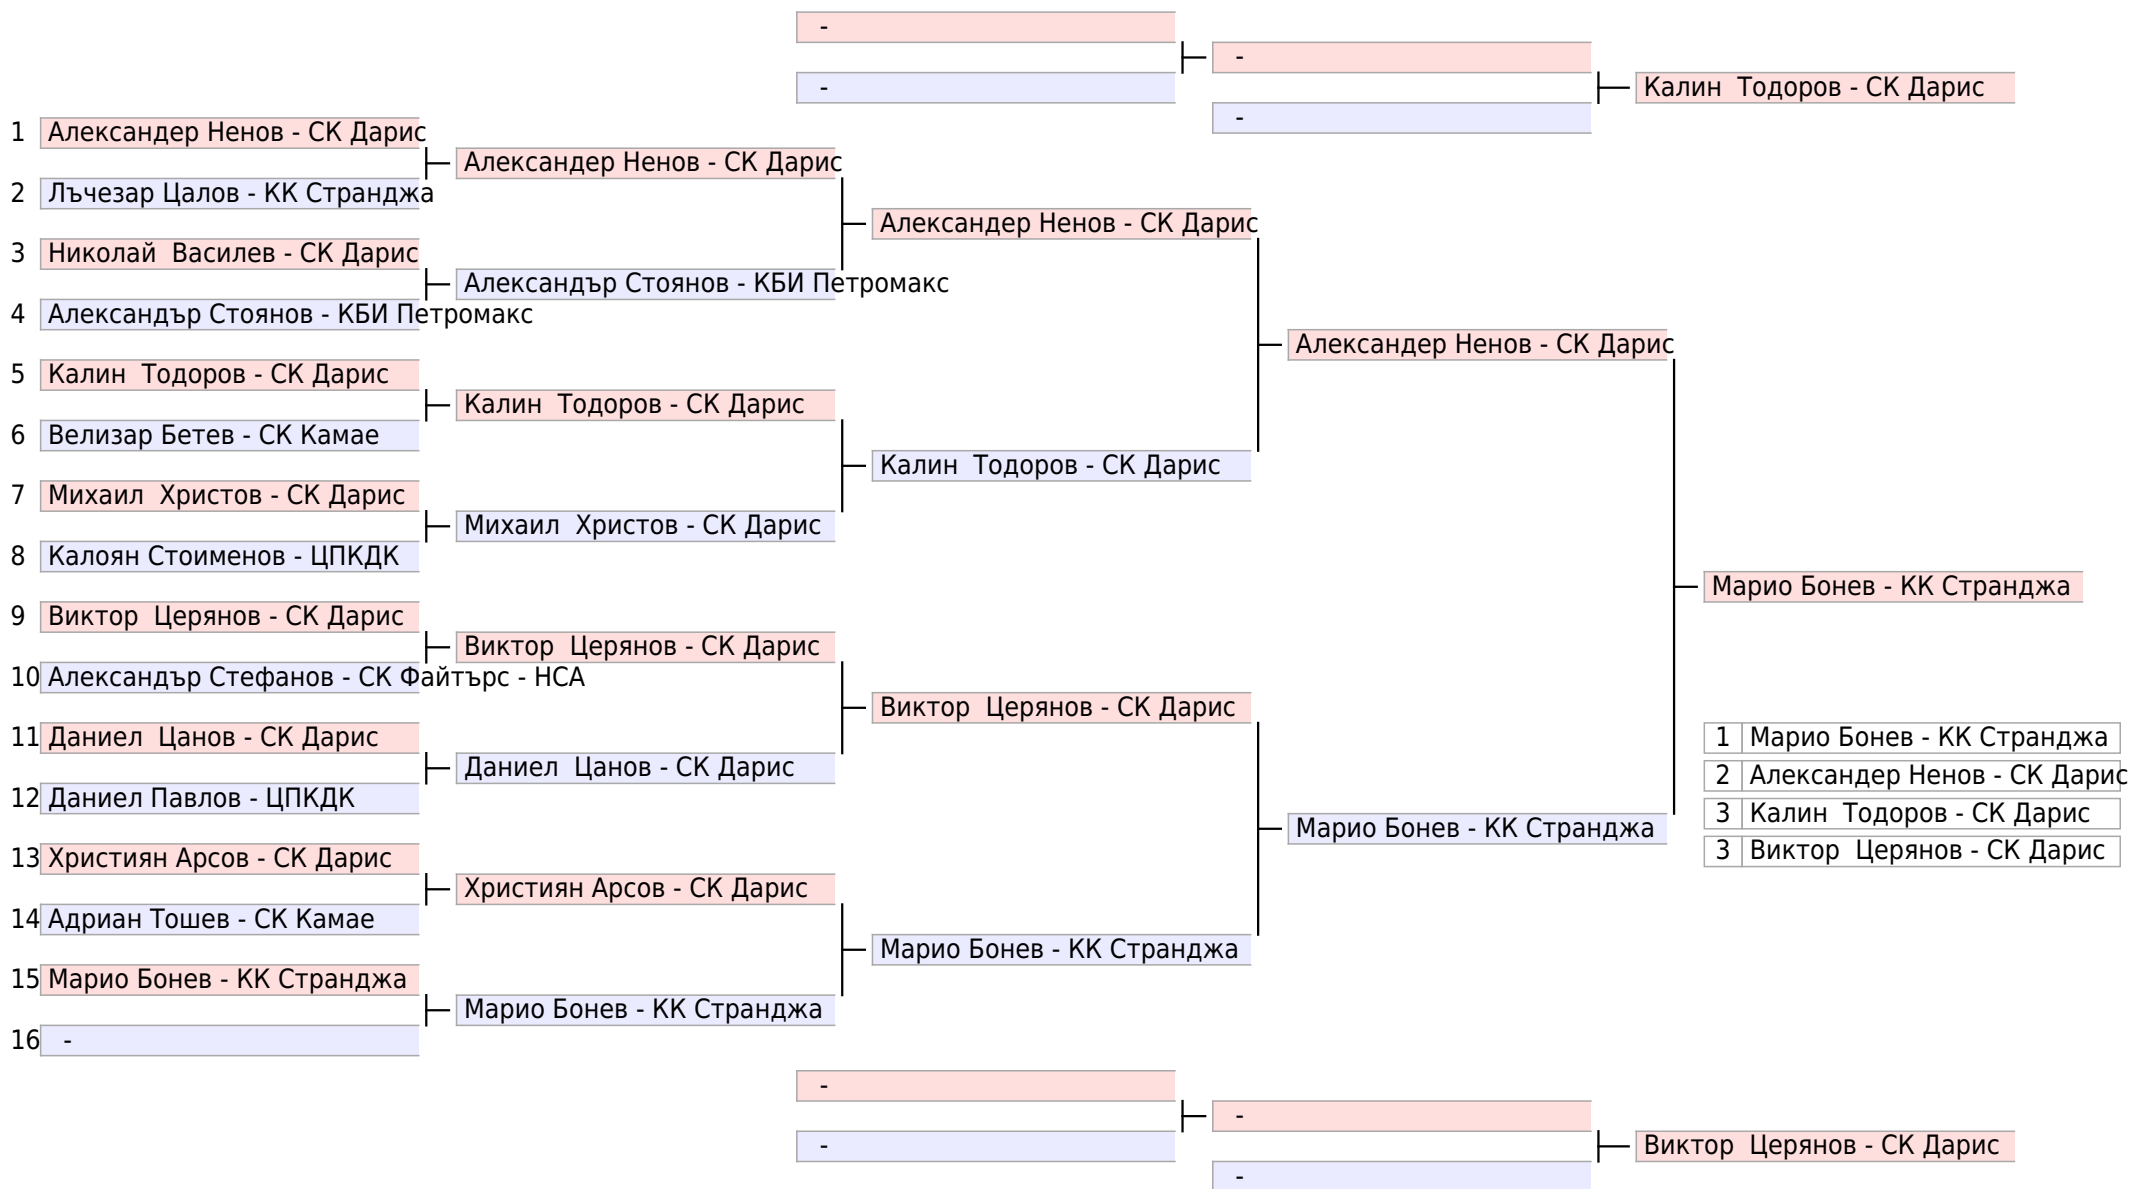 -
-
-
-
Калин  Тодоров - СК Дарис
1 Александер Ненов - СК Дарис
2 Лъчезар Цалов - КК Странджа
3 Николай  Василев - СК Дарис
4 Александър Стоянов - КБИ Петромакс
5 Калин  Тодоров - СК Дарис
6 Велизар Бетев - СК Камае
7 Михаил  Христов - СК Дарис
8 Калоян Стоименов - ЦПКДК
9 Виктор  Церянов - СК Дарис
10 Александър Стефанов - СК Файтърс - НСА
11 Даниел  Цанов - СК Дарис
12 Даниел Павлов - ЦПКДК
13 Християн Арсов - СК Дарис
14 Адриан Тошев - СК Камае
15 Марио Бонев - КК Странджа
16 -
Александер Ненов - СК Дарис
Александър Стоянов - КБИ Петромакс
Калин  Тодоров - СК Дарис
Михаил  Христов - СК Дарис
Виктор  Церянов - СК Дарис
Даниел  Цанов - СК Дарис
Християн Арсов - СК Дарис
Марио Бонев - КК Странджа
Александер Ненов - СК Дарис
Калин  Тодоров - СК Дарис
Виктор  Церянов - СК Дарис
Марио Бонев - КК Странджа
Александер Ненов - СК Дарис
Марио Бонев - КК Странджа
Марио Бонев - КК Странджа
1 Марио Бонев - КК Странджа
2 Александер Ненов - СК Дарис
3 Калин  Тодоров - СК Дарис
3 Виктор  Церянов - СК Дарис
-
-
-
-
Виктор  Церянов - СК Дарис